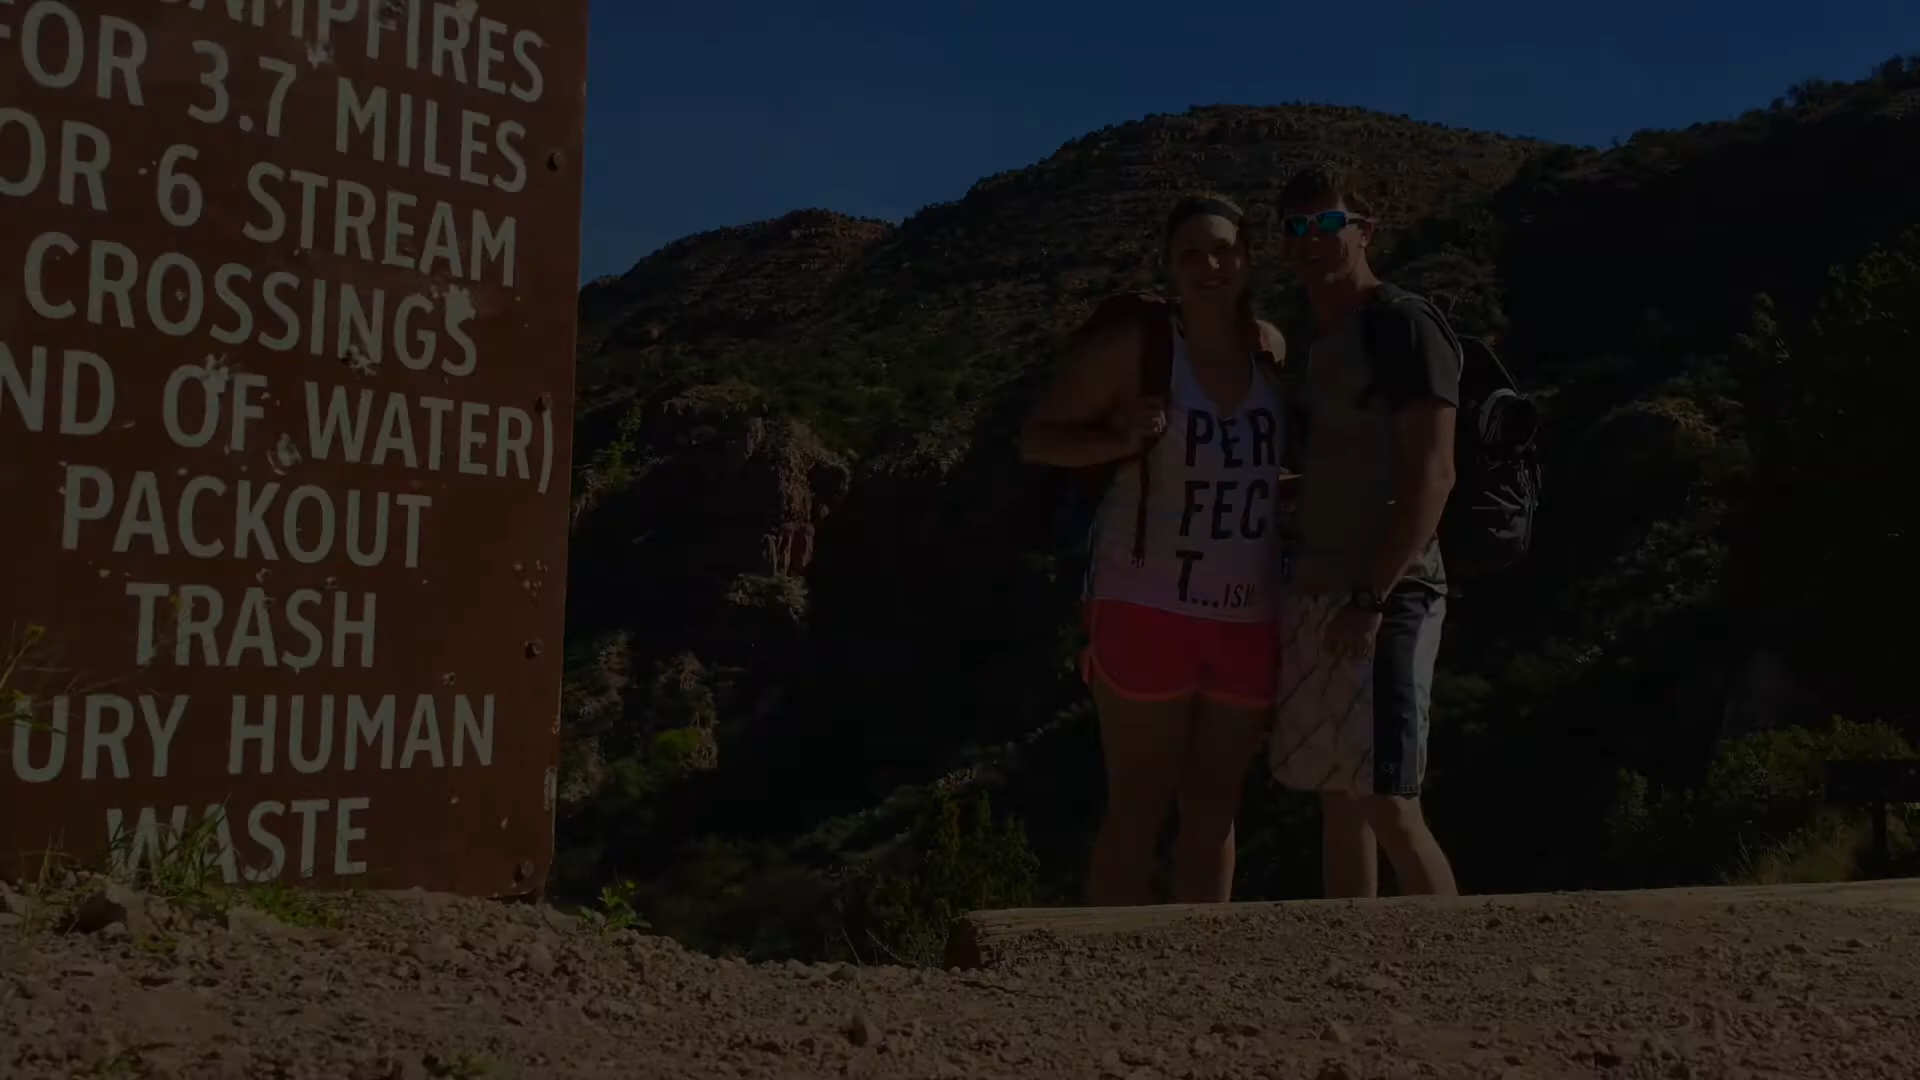 CAMPFIRES
FOR 3.7 MILES
OR 6 STREAM
CROSSINGS
ND OF WATER)
PACKOUT
TRASH
URY HUMAN
WASTE
PER
FEC
T...ISH